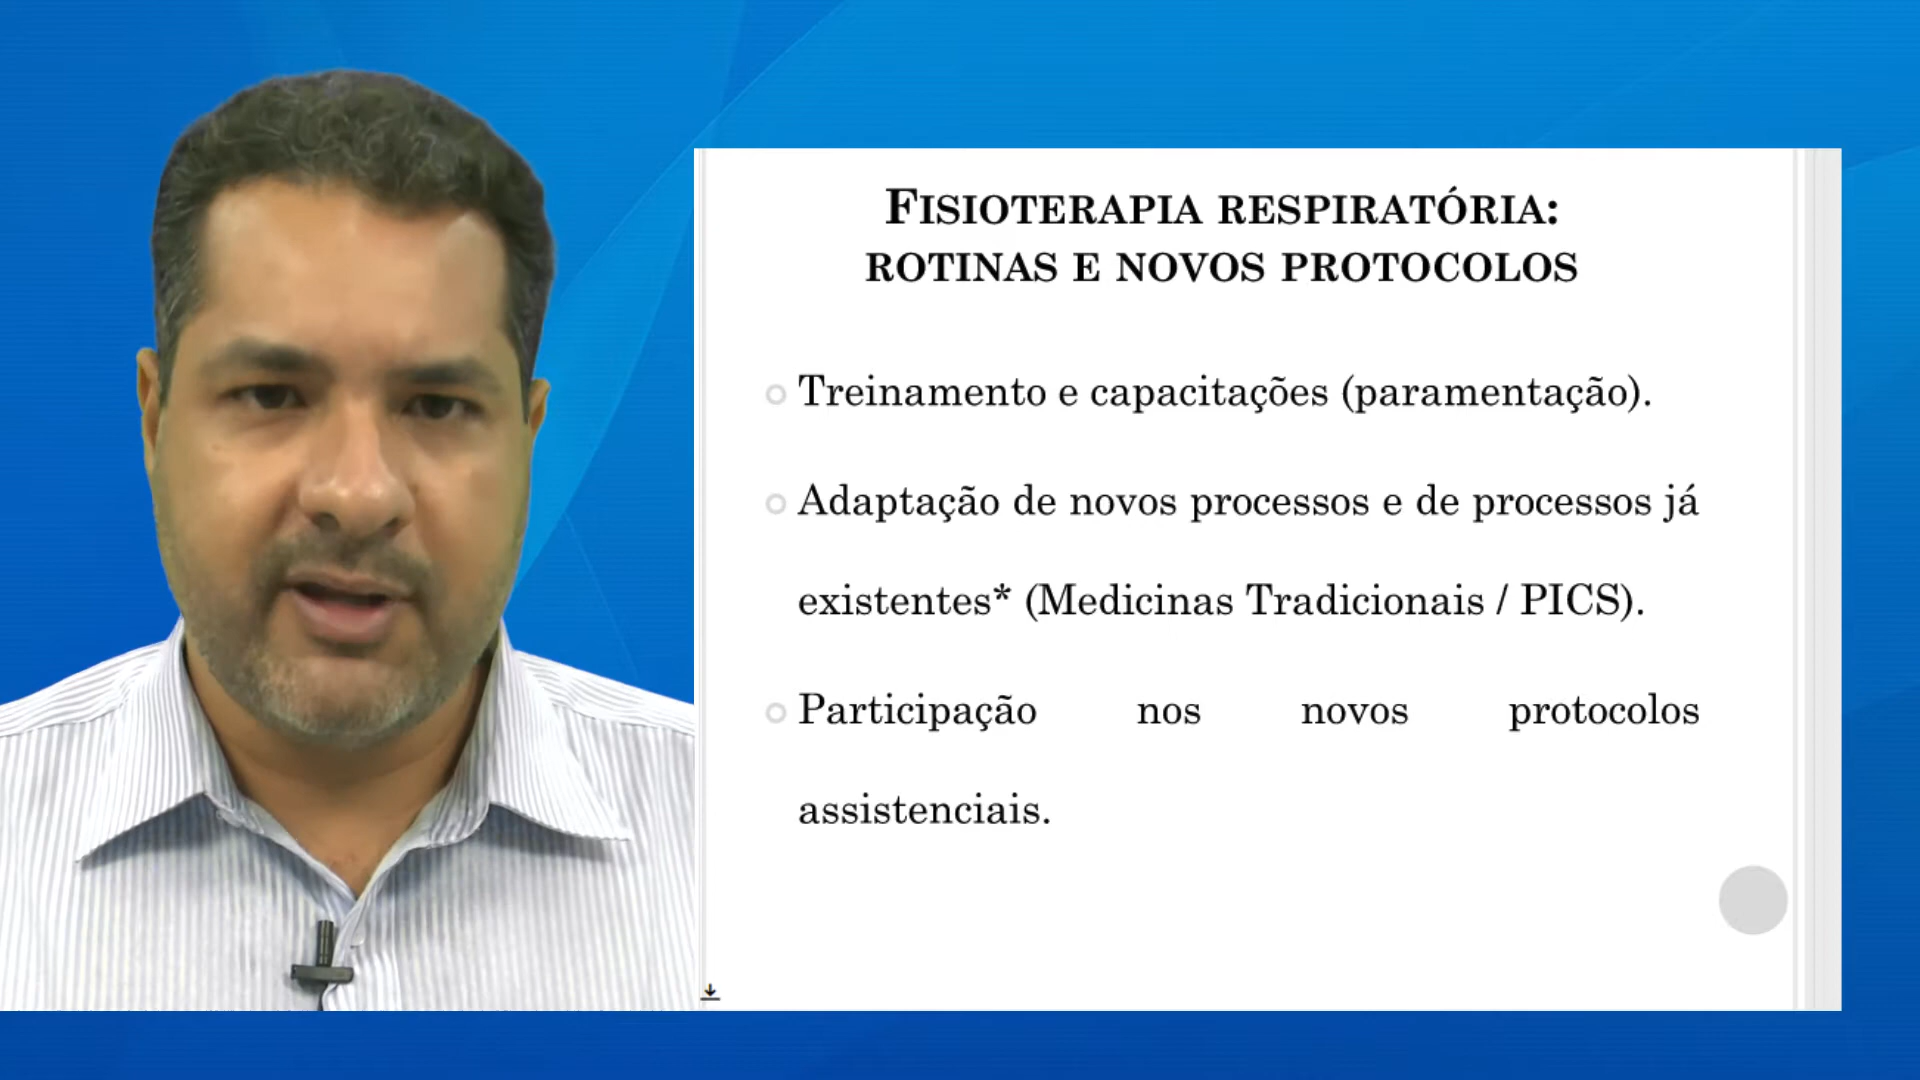 FISIOTERAPIA RESPIRATÓRIA:
ROTINAS E NOVOS PROTOCOLOS
Treinamento e capacitações (paramentação).
Adaptação de novos processos e de processos já
existentes* (Medicinas Tradicionais / PICS).
Participação nos novos protocolos
assistenciais.